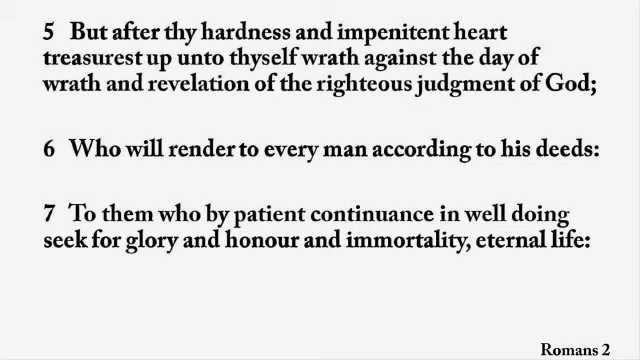 5 But after thy hardness and impenitent heart
treasurest up unto thyself wrath against the day of
wrath and revelation of the righteous judgment of God;
6 Who will render to every man according to his deeds:
7 To them who by patient continuance in well doing
seek for glory and honour and immortality, eternal life:
Romans 2